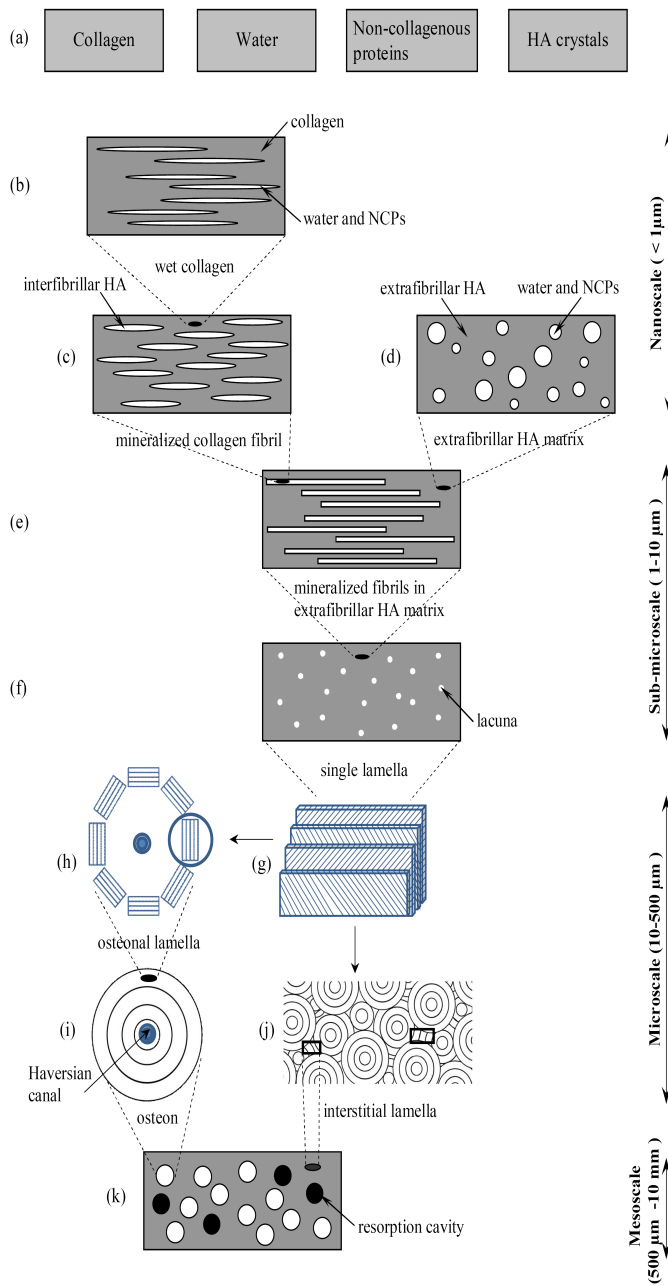 (a)
Collagen
Water
Non-collagenous
proteins
HA crystals
collagen
(b)
water and NCPs
wet collagen
interfibrillar HA
extrafibrillar HA
water and NCPs
(c)
(d)
mineralized collagen fibril
extrafibrillar HA matrix
Nanoscale ( < 1μm)
(e)
mineralized fibrils in
extrafibrillar HA matrix
(f)
lacuna
single lamella
Sub-microscale ( 1-10 μm )
(h)
(g)
osteonal lamella
(i)
(j)
Haversian
canal
osteon
interstitial lamella
Microscale (10-500 μm )
(k)
resorption cavity
Mesoscale
(500 μm -10 mm )